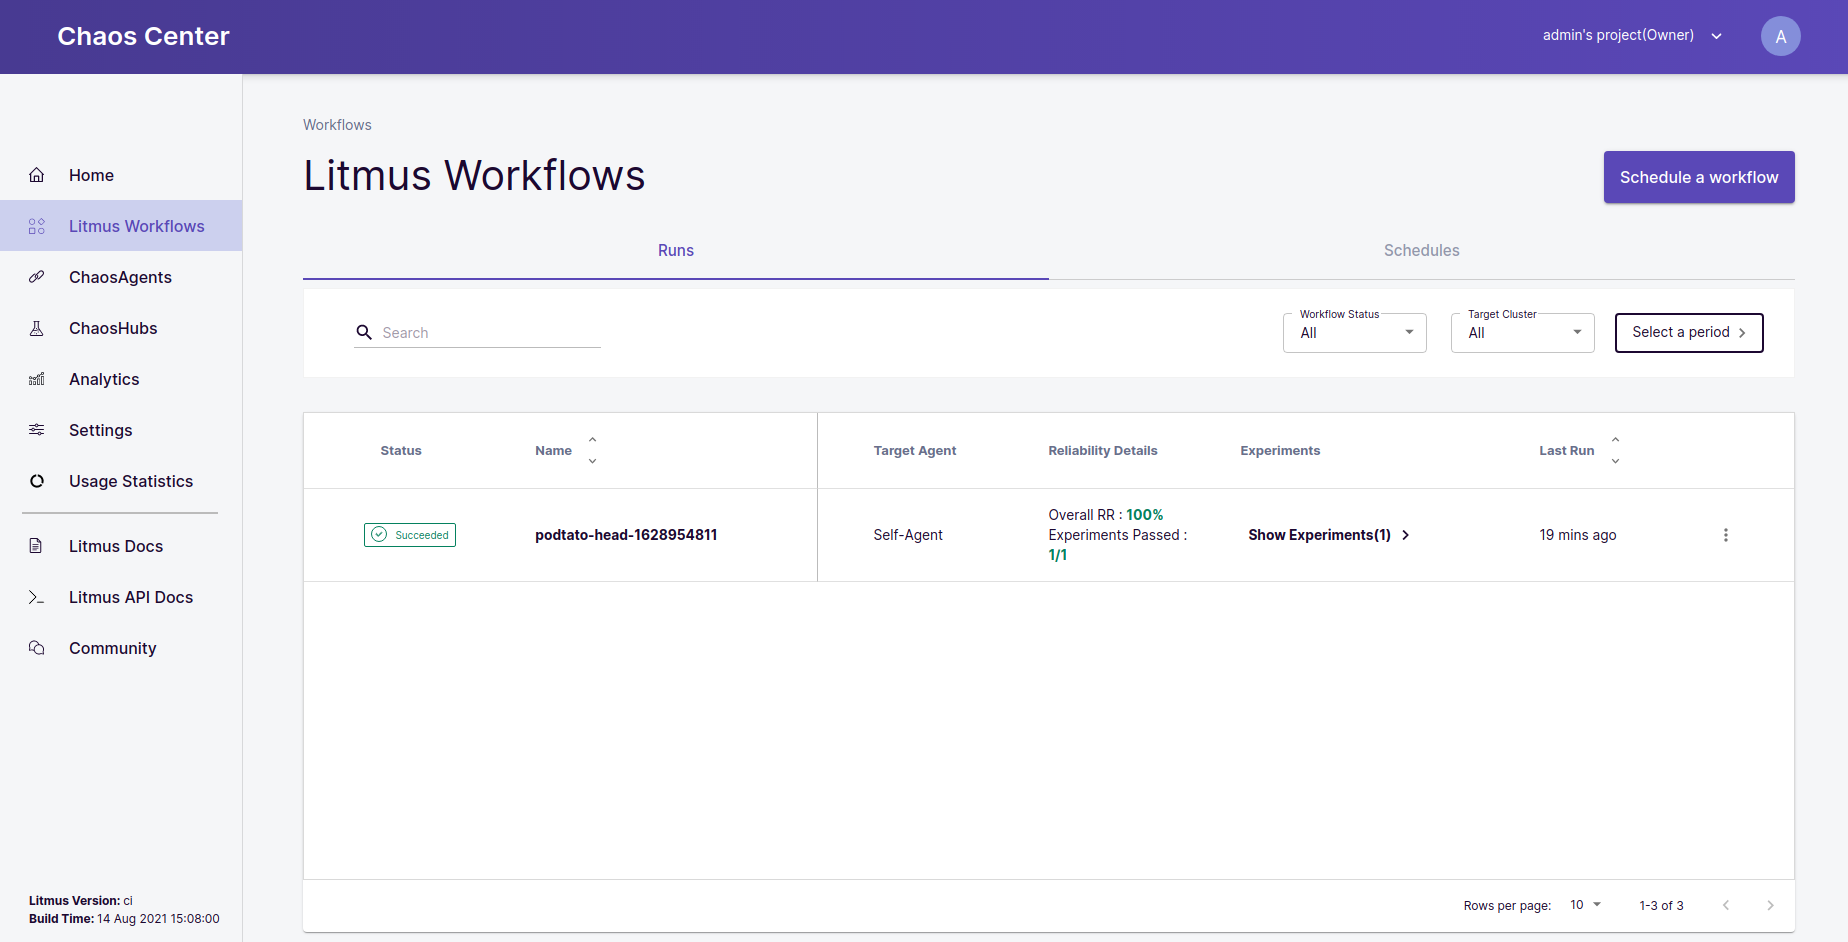 Chaos Center
admin's project(Owner)
A
Home
Litmus Workflows
ChaosAgents
ChaosHubs
Analytics
Settings
Usage Statistics
Litmus Docs
Litmus API Docs
Community
Litmus Version: ci
Build Time: 14 Aug 2021 15:08:00
Workflows
Litmus Workflows
Schedule a workflow
Runs
Schedules
Search
Workflow Status
All
Target Cluster
All
Select a period
Status
Name
Target Agent
Reliability Details
Experiments
Last Run
Succeeded
podtato-head-1628954811
Self-Agent
Overall RR : 100%
Experiments Passed :
1/1
Show Experiments(1)
19 mins ago
Rows per page:
10
1-3 of 3